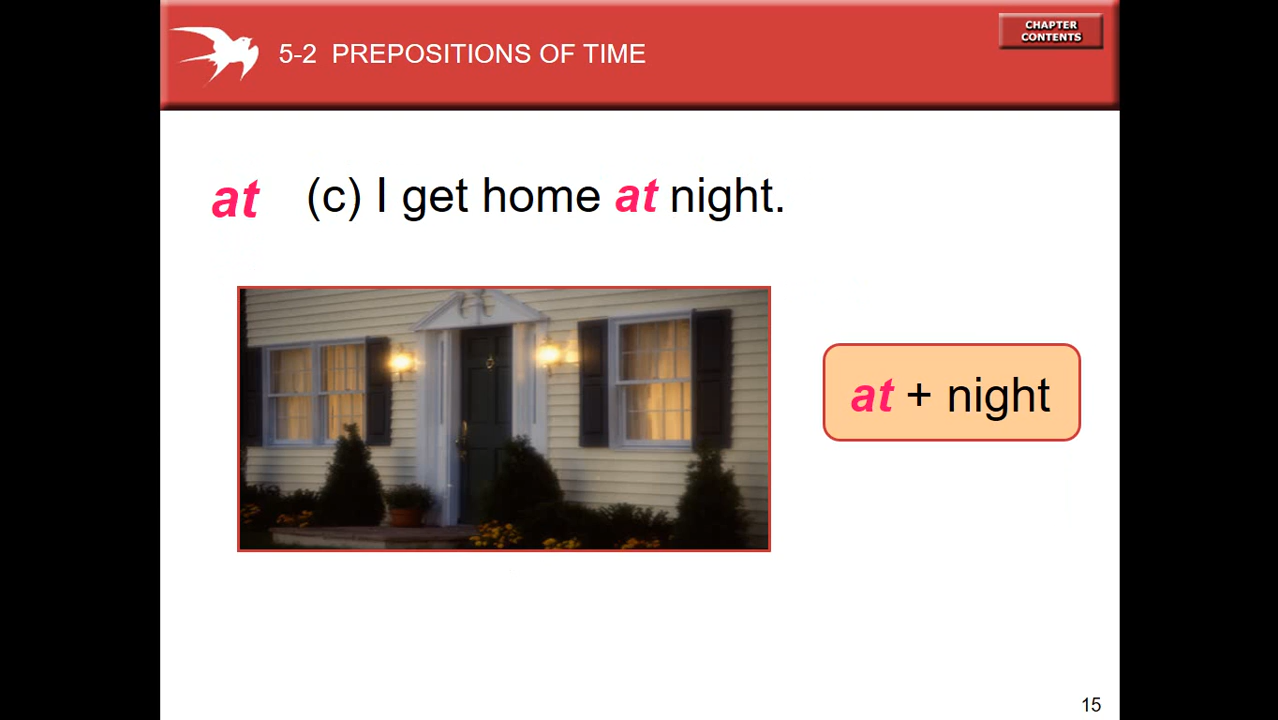 5-2 PREPOSITIONS OF TIME
CHAPTER
CONTENTS
at (c) I get home at night.
at + night
15